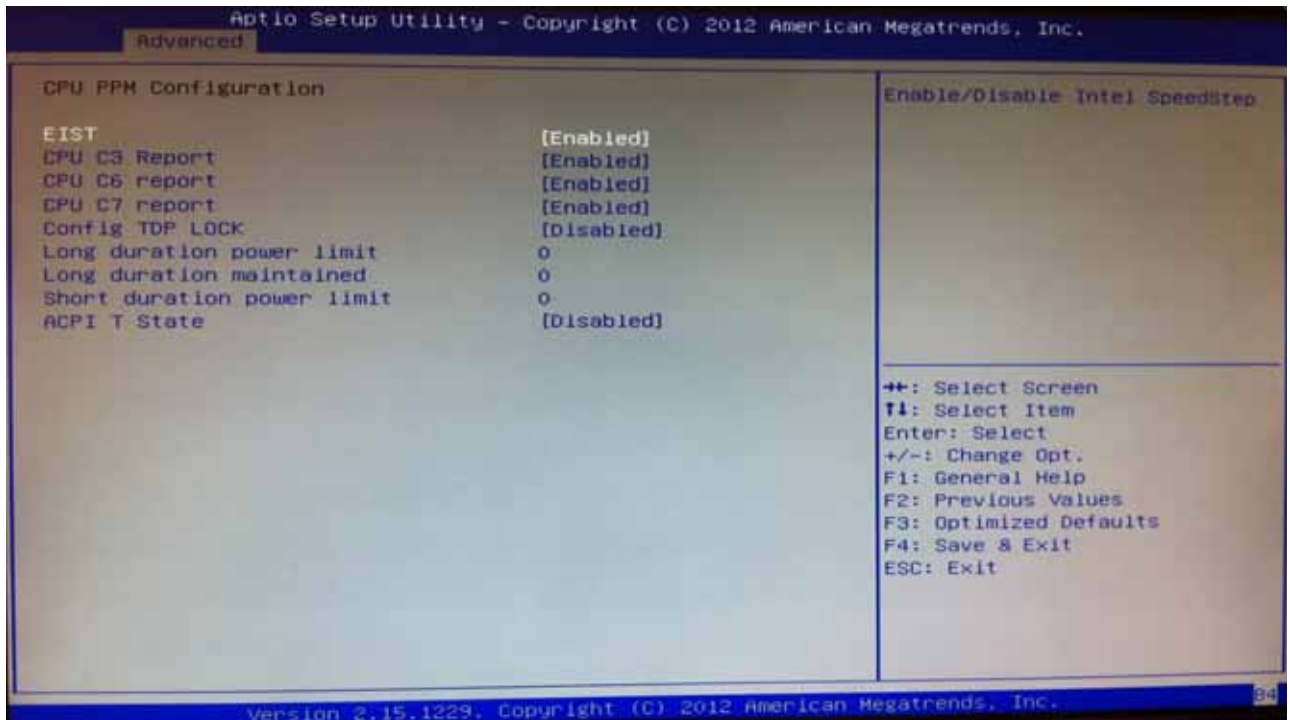 Aptio Setup Utility - Copyright (C) 2012 American Megatrends, Inc.
Advanced
CPU PPM Configuration
EIST [Enabled]
CPU C3 Report [Enabled]
CPU C6 report [Enabled]
CPU C7 report [Enabled]
Config TDP LOCK [Disabled]
Long duration power limit 0
Long duration maintained 0
Short duration power limit 0
ACPI T State [Disabled]
Enable/Disable Intel SpeedStep
→←: Select Screen
↑↓: Select Item
Enter: Select
+/-: Change Opt.
F1: General Help
F2: Previous Values
F3: Optimized Defaults
F4: Save & Exit
ESC: Exit
Version 2.15.1229. Copyright (C) 2012 American Megatrends, Inc.
B4